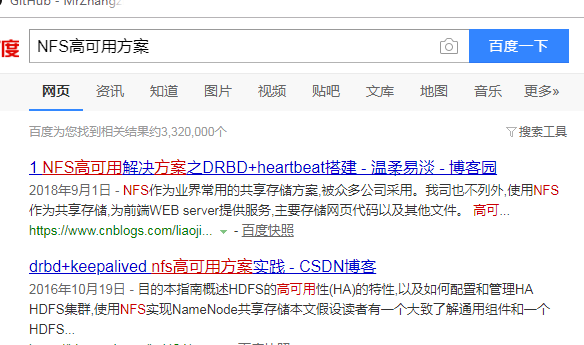 GitHub - MrZhang
度
NFS高可用方案
百度一下
网页 资讯 知道 图片 视频 贴吧 文库 地图 音乐 更多»
百度为您找到相关结果约3,320,000个 搜索工具
1 NFS高可用解决方案之DRBD+heartbeat搭建 - 温柔易淡 - 博客园
2018年9月1日 - NFS作为业界常用的共享存储方案,被众多公司采用。我司也不列外,使用NFS
作为共享存储,为前端WEB server提供服务,主要存储网页代码以及其他文件。 高可...
https://www.cnblogs.com/liaoji... - 百度快照
drbd+keepalived nfs高可用方案实践 - CSDN博客
2016年10月19日 - 目的本指南概述HDFS的高可用性(HA)的特性,以及如何配置和管理HA
HDFS集群,使用NFS实现NameNode共享存储本文假设读者有一个大致了解通用组件和一个
HDFS...